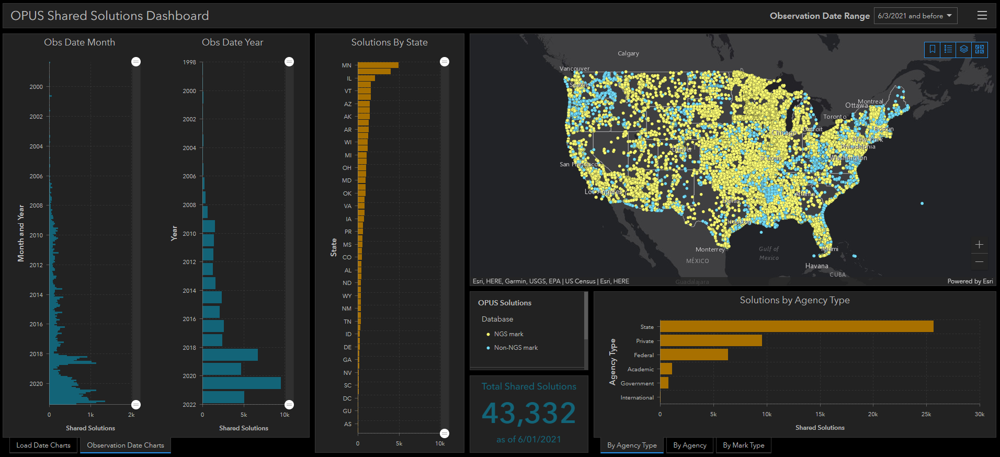 OPUS Shared Solutions Dashboard
Observation Date Range
6/3/2021 and before
Obs Date Month
Month and Year
2000
2002
2004
2006
2008
2010
2012
2014
2016
2018
2020
0 1k 2k
Shared Solutions
Obs Date Year
Year
1998
2000
2002
2004
2006
2008
2010
2012
2014
2016
2018
2020
2022
0 5k 10k
Shared Solutions
Load Date Charts
Observation Date Charts
Solutions By State
State
MN
IL
VT
AZ
AK
AR
WI
MI
OH
MD
OK
VA
IA
PR
MS
CO
AL
ND
WY
NM
TN
ID
DE
GA
NV
SC
DC
GU
AS
0 5k 10k
Calgary
Vancouver
Seattle
Montreal
Ottawa
Toronto
Detroit
Boston
Chicago
New York
Philadelphia
Denver
St. Louis
Washington
San Francisco
Los Angeles
Atlanta
Dallas
Houston
Monterrey
Gulf of
Mexico
Miami
MÉXICO
Havana
CUBA
Guadalajara
Esri, HERE, Garmin, USGS, EPA | US Census | Esri, HERE
Powered by Esri
OPUS Solutions
Database
NGS mark
Non-NGS mark
Total Shared Solutions
43,332
as of 6/01/2021
Solutions by Agency Type
Agency Type
State
Private
Federal
Academic
Government
International
0 5k 10k 15k 20k 25k 30k
Shared Solutions
By Agency Type
By Agency
By Mark Type